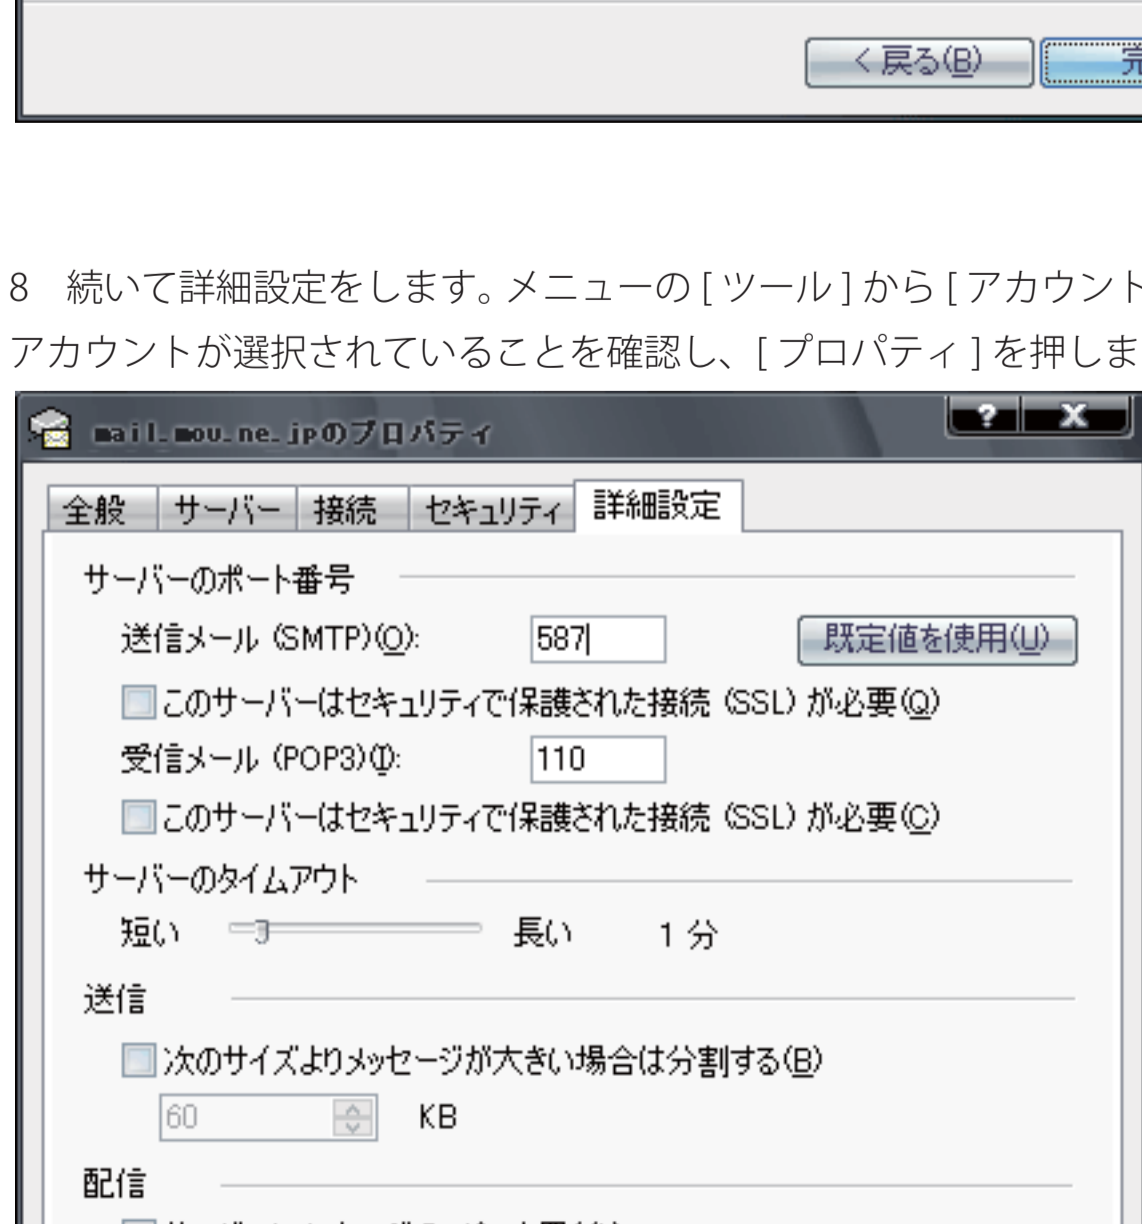 < 戻る(B)
8　続いて詳細設定をします。メニューの [ ツール ] から [ アカウント
アカウントが選択されていることを確認し、[ プロパティ ] を押しま
mail.mou.ne.jpのプロパティ
全般 サーバー 接続 セキュリティ 詳細設定
サーバーのポート番号
送信メール (SMTP)(O): 587 既定値を使用(U)
このサーバーはセキュリティで保護された接続 (SSL) が必要(Q)
受信メール (POP3)(I): 110
このサーバーはセキュリティで保護された接続 (SSL) が必要(C)
サーバーのタイムアウト
短い 長い 1 分
送信
次のサイズよりメッセージが大きい場合は分割する(B)
60 KB
配信